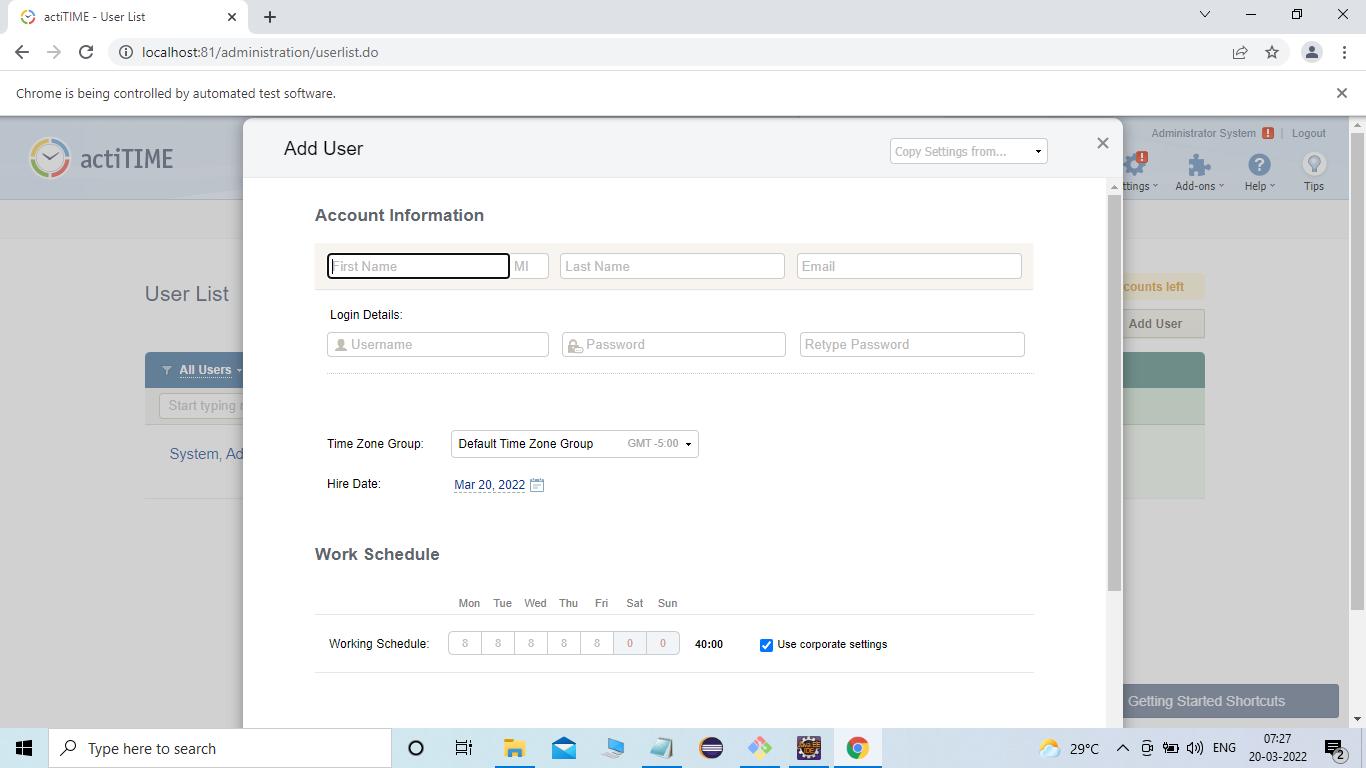 actiTIME - User List
localhost:81/administration/userlist.do
Chrome is being controlled by automated test software.
actiTIME
Administrator System ! | Logout
ttings
Add-ons
Help
Tips
Add User
Copy Settings from...
Account Information
First Name
MI
Last Name
Email
User List
counts left
Login Details:
Add User
Username
Password
Retype Password
All Users
Start typing
System, Ad
Time Zone Group:
Default Time Zone Group
GMT -5:00
Hire Date:
Mar 20, 2022
Work Schedule
Mon Tue Wed Thu Fri Sat Sun
Working Schedule:
8 8 8 8 8 0 0
40:00
Use corporate settings
Getting Started Shortcuts
Type here to search
JAVA EE
IDE
29°C
ENG
07:27
20-03-2022
2